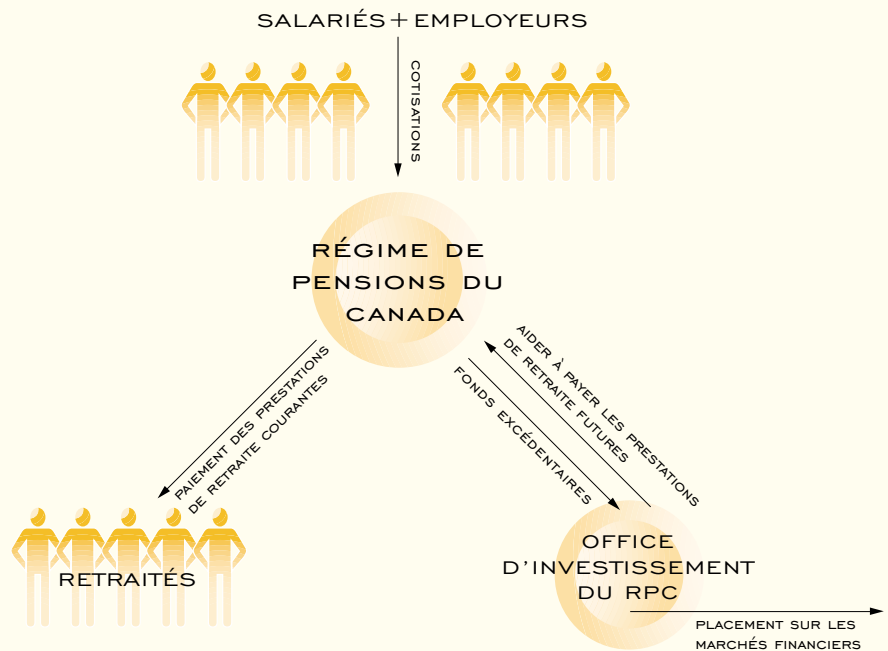 SALARIÉS + EMPLOYEURS
COTISATIONS
RÉGIME DE
PENSIONS DU
CANADA
PAIEMENT DES PRESTATIONS
DE RETRAITE COURANTES
FONDS EXCÉDENTAIRES
AIDER À PAYER LES PRESTATIONS
DE RETRAITE FUTURES
RETRAITÉS
OFFICE
D'INVESTISSEMENT
DU RPC
PLACEMENT SUR LES
MARCHÉS FINANCIERS